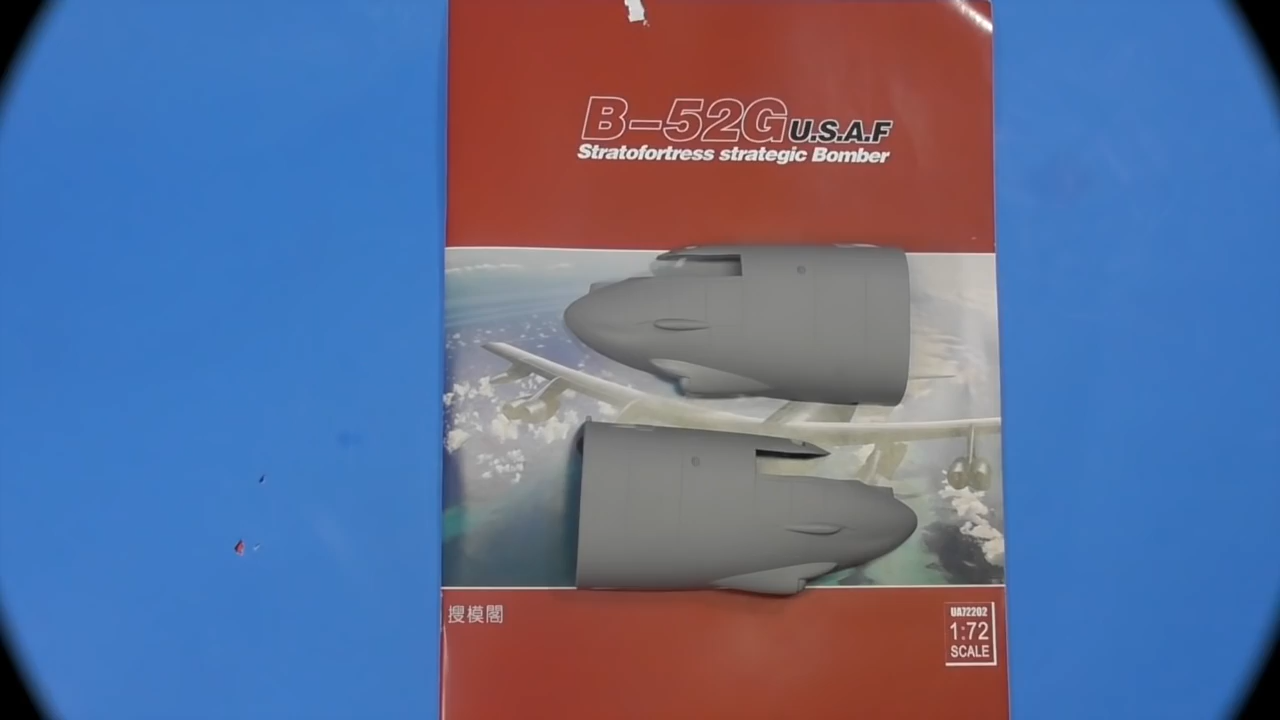 B-52G U.S.A.F
Stratofortress strategic Bomber
搜模閣
UA72202
1:72
SCALE